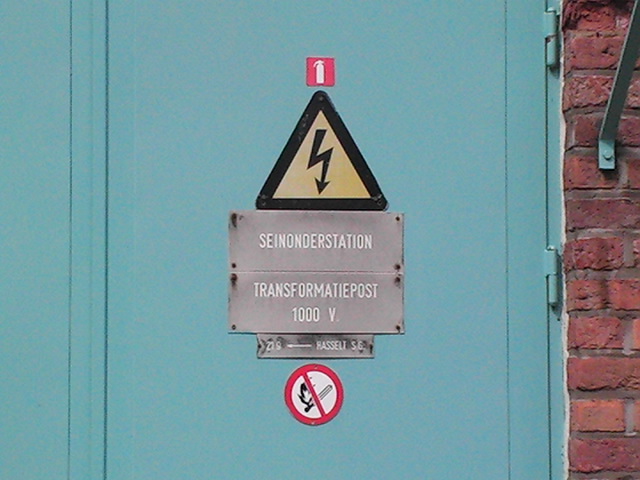 SEINONDERSTATION
TRANSFORMATIEPOST
1000 V.
HASSELT S.G.